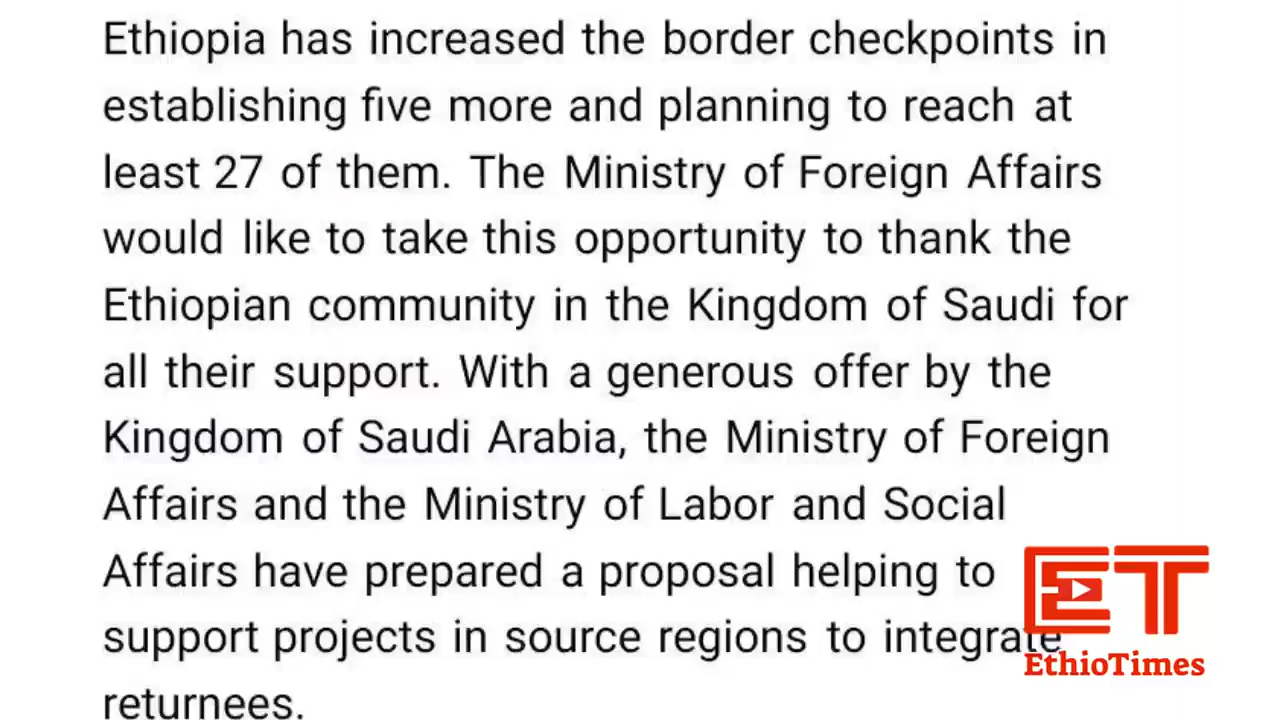 Ethiopia has increased the border checkpoints in
establishing five more and planning to reach at
least 27 of them. The Ministry of Foreign Affairs
would like to take this opportunity to thank the
Ethiopian community in the Kingdom of Saudi for
all their support. With a generous offer by the
Kingdom of Saudi Arabia, the Ministry of Foreign
Affairs and the Ministry of Labor and Social
Affairs have prepared a proposal helping to
support projects in source regions to integrate
returnees.
ET
EthioTimes